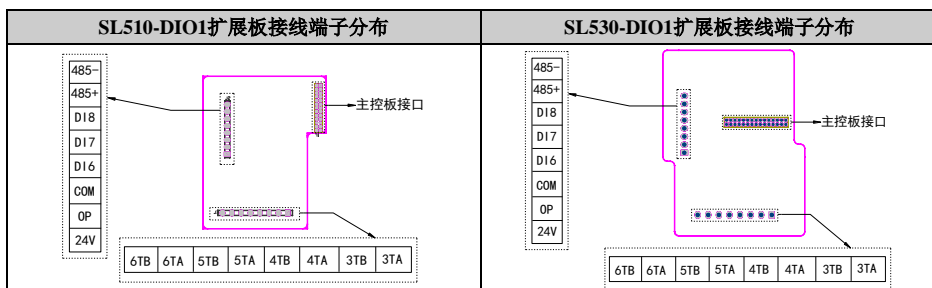 SL510-DIO1扩展板接线端子分布
485-
485+
DI8
DI7
DI6
COM
OP
24V
主控板接口
6TB 6TA 5TB 5TA 4TB 4TA 3TB 3TA
SL530-DIO1扩展板接线端子分布
485-
485+
DI8
DI7
DI6
COM
OP
24V
主控板接口
6TB 6TA 5TB 5TA 4TB 4TA 3TB 3TA